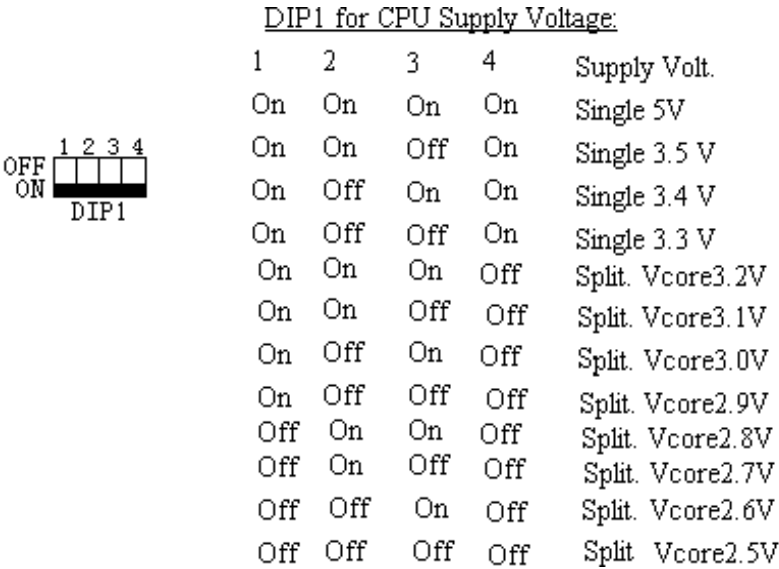 DIP1 for CPU Supply Voltage:
1 2 3 4 Supply Volt.
On On On On Single 5V
On On Off On Single 3.5 V
On Off On On Single 3.4 V
On Off Off On Single 3.3 V
On On On Off Split. Vcore3.2V
On On Off Off Split. Vcore3.1V
On Off On Off Split. Vcore3.0V
On Off Off Off Split. Vcore2.9V
Off On On Off Split. Vcore2.8V
Off On Off Off Split. Vcore2.7V
Off Off On Off Split. Vcore2.6V
Off Off Off Off Split Vcore2.5V
1 2 3 4
OFF
ON
DIP1